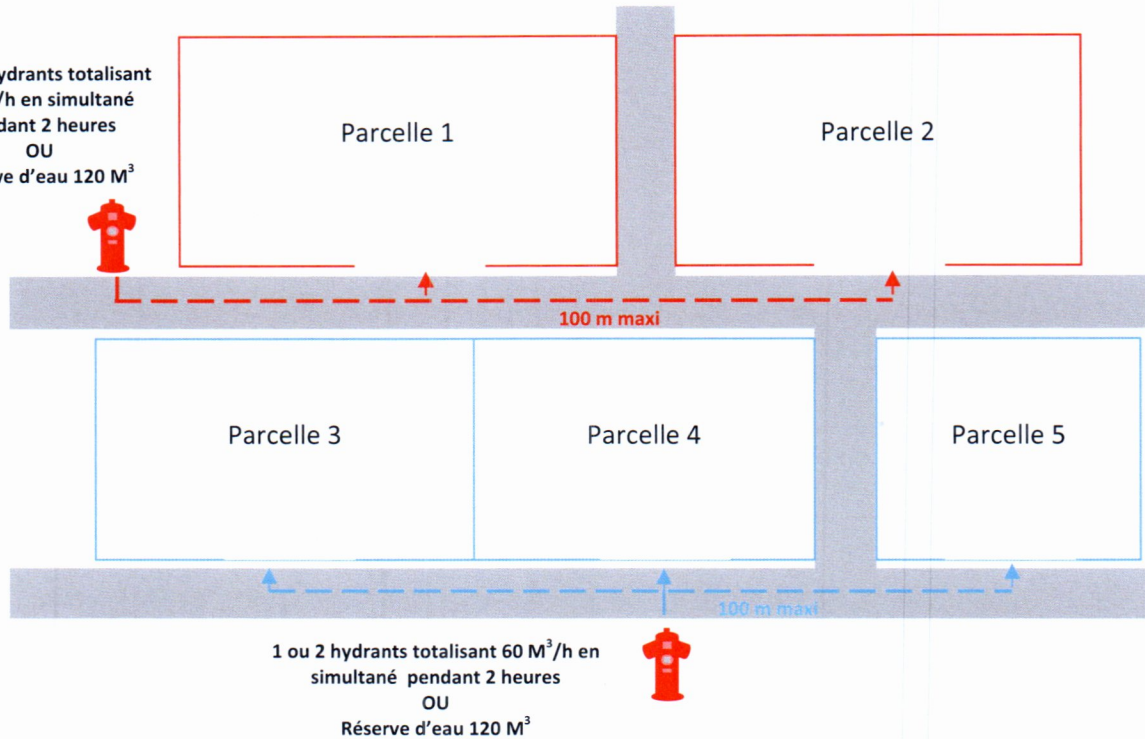 hydrants totalisant
/h en simultané
dant 2 heures
OU
ve d'eau 120 M³
Parcelle 1
Parcelle 2
100 m maxi
Parcelle 3
Parcelle 4
Parcelle 5
100 m maxi
1 ou 2 hydrants totalisant 60 M³/h en
simultané pendant 2 heures
OU
Réserve d'eau 120 M³